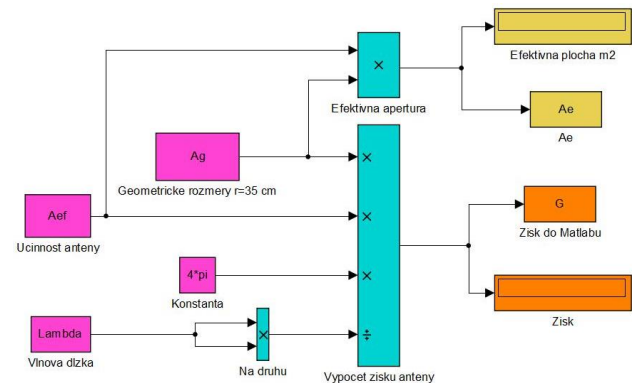 Efektivna plocha m2
×
Efektivna apertura
Ae
Ae
Ag
Geometricke rozmery r=35 cm
×
Aef
Ucinnost anteny
×
G
Zisk do Matlabu
4*pi
Konstanta
×
Zisk
Lambda
Vlnova dlzka
×
Na druhu
÷
Vypocet zisku anteny